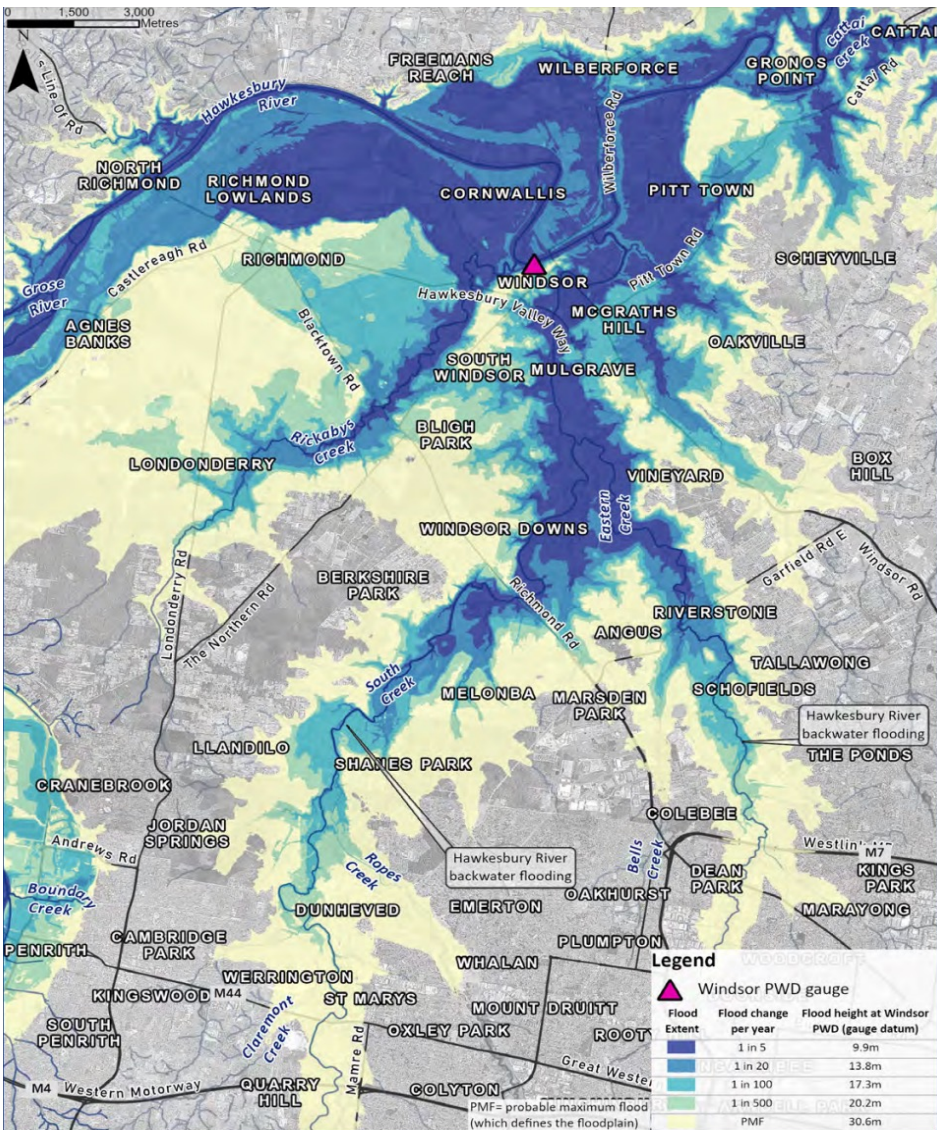 0 1,500 3,000
Metres
N
s Line Of Rd
Hawkesbury
River
FREEMANS
REACH
WILBERFORCE
Wilberforce Rd
GRONOS
POINT
Cattai
Creek
CATTAI
Cattai Rd
NORTH
RICHMOND
RICHMOND
LOWLANDS
CORNWALLIS
PITT TOWN
Castlereagh Rd
RICHMOND
Grose
River
WINDSOR
Pitt Town Rd
SCHEYVILLE
Hawkesbury Valley Way
AGNES
BANKS
Blacktown Rd
MCGRATHS
HILL
OAKVILLE
SOUTH
WINDSOR
MULGRAVE
BLIGH
PARK
Rickabys
Creek
LONDONDERRY
VINEYARD
BOX
HILL
Eastern
Creek
WINDSOR DOWNS
Garfield Rd E
Windsor Rd
Londonderry Rd
The Northern Rd
BERKSHIRE
PARK
Richmond Rd
RIVERSTONE
ANGUS
TALLAWONG
South
Creek
MELONBA
MARSDEN
PARK
SCHOFIELDS
Hawkesbury River
backwater flooding
LLANDILO
THE PONDS
SHANES PARK
CRANEBROOK
JORDAN
SPRINGS
COLEBEE
Andrews Rd
Hawkesbury River
backwater flooding
Westlink M7
M7
Ropes
Creek
Bells
Creek
DEAN
PARK
KINGS
PARK
Boundary
Creek
OAKHURST
DUNHEVED
EMERTON
MARAYONG
PENRITH
CAMBRIDGE
PARK
PLUMPTON
WHALAN
WERRINGTON
KINGSWOOD
M44
ST MARYS
MOUNT DRUITT
Claremont
Creek
SOUTH
PENRITH
OXLEY PARK
ROOTY
Mamre Rd
Great Weste
M4
Western Motorway
QUARRY
HILL
COLYTON
PMF= probable maximum flood
(which defines the floodplain)
Legend
WOODCROFT
Windsor PWD gauge
Flood Extent Flood change per year Flood height at Windsor PWD (gauge datum)
1 in 5 9.9m
1 in 20 13.8m
1 in 100 17.3m
1 in 500 20.2m
PMF 30.6m